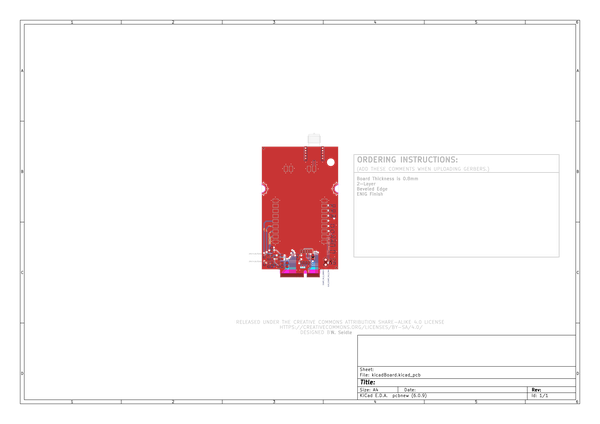 ORDERING INSTRUCTIONS:
(ADD THESE COMMENTS WHEN UPLOADING GERBERS.)
Board Thickness is 0.8mm
2-Layer
Beveled Edge
ENIG Finish
RELEASED UNDER THE CREATIVE COMMONS ATTRIBUTION SHARE-ALIKE 4.0 LICENSE
HTTPS://CREATIVECOMMONS.ORG/LICENSES/BY-SA/4.0/
DESIGNED BY:
Sheet:
File: kicadBoard.kicad_pcb
Title:
Size: A4 Date: Rev:
KiCad E.D.A. pcbnew (6.0.9) Id: 1/1